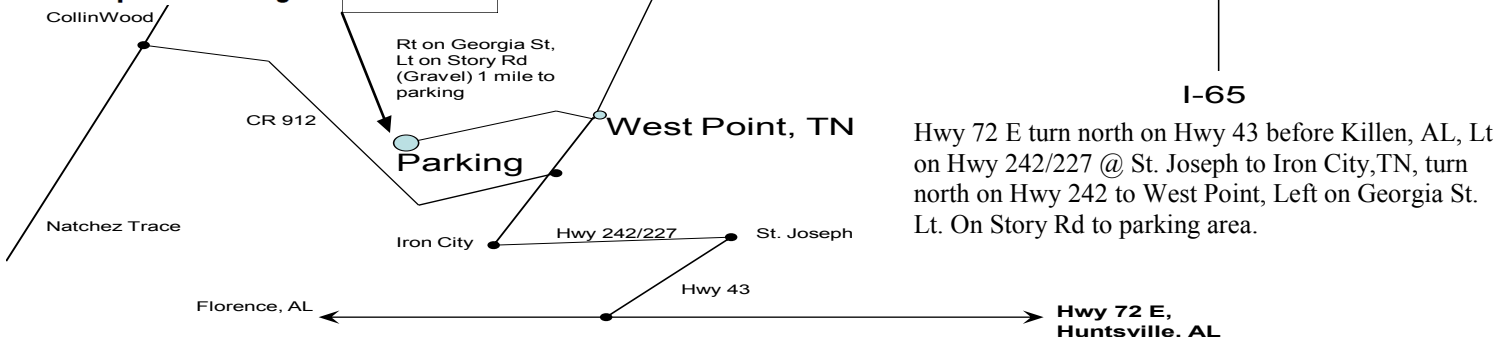 CollinWood
Rt on Georgia St,
Lt on Story Rd
(Gravel) 1 mile to
parking
CR 912
West Point, TN
Parking
Natchez Trace
Iron City
Hwy 242/227
St. Joseph
Hwy 43
Florence, AL
Hwy 72 E,
Huntsville, AL
I-65
Hwy 72 E turn north on Hwy 43 before Killen, AL, Lt
on Hwy 242/227 @ St. Joseph to Iron City,TN, turn
north on Hwy 242 to West Point, Left on Georgia St.
Lt. On Story Rd to parking area.